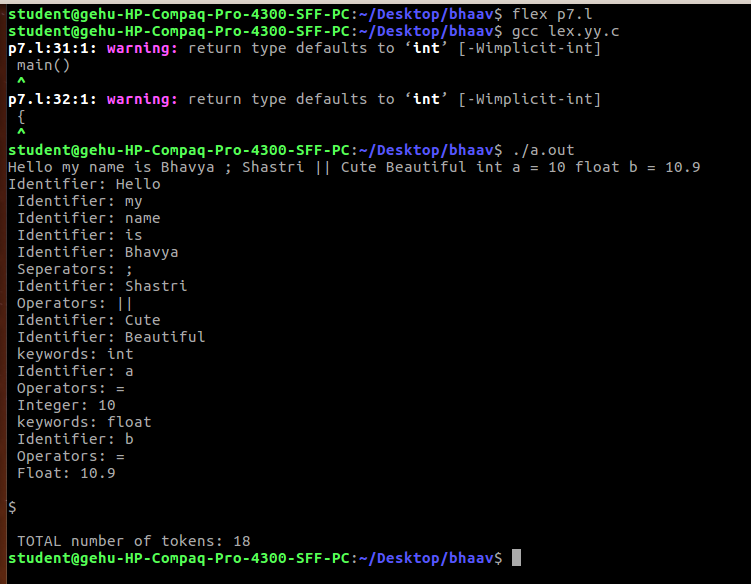 student@gehu-HP-Compaq-Pro-4300-SFF-PC:~/Desktop/bhaav$ flex p7.l
student@gehu-HP-Compaq-Pro-4300-SFF-PC:~/Desktop/bhaav$ gcc lex.yy.c
p7.l:31:1: warning: return type defaults to ‘int’ [-Wimplicit-int]
 main()
 ^
p7.l:32:1: warning: return type defaults to ‘int’ [-Wimplicit-int]
 {
 ^
student@gehu-HP-Compaq-Pro-4300-SFF-PC:~/Desktop/bhaav$ ./a.out
Hello my name is Bhavya ; Shastri || Cute Beautiful int a = 10 float b = 10.9
Identifier: Hello
 Identifier: my
 Identifier: name
 Identifier: is
 Identifier: Bhavya
 Seperators: ;
 Identifier: Shastri
 Operators: ||
 Identifier: Cute
 Identifier: Beautiful
 keywords: int
 Identifier: a
 Operators: =
 Integer: 10
 keywords: float
 Identifier: b
 Operators: =
 Float: 10.9
$
 TOTAL number of tokens: 18
student@gehu-HP-Compaq-Pro-4300-SFF-PC:~/Desktop/bhaav$